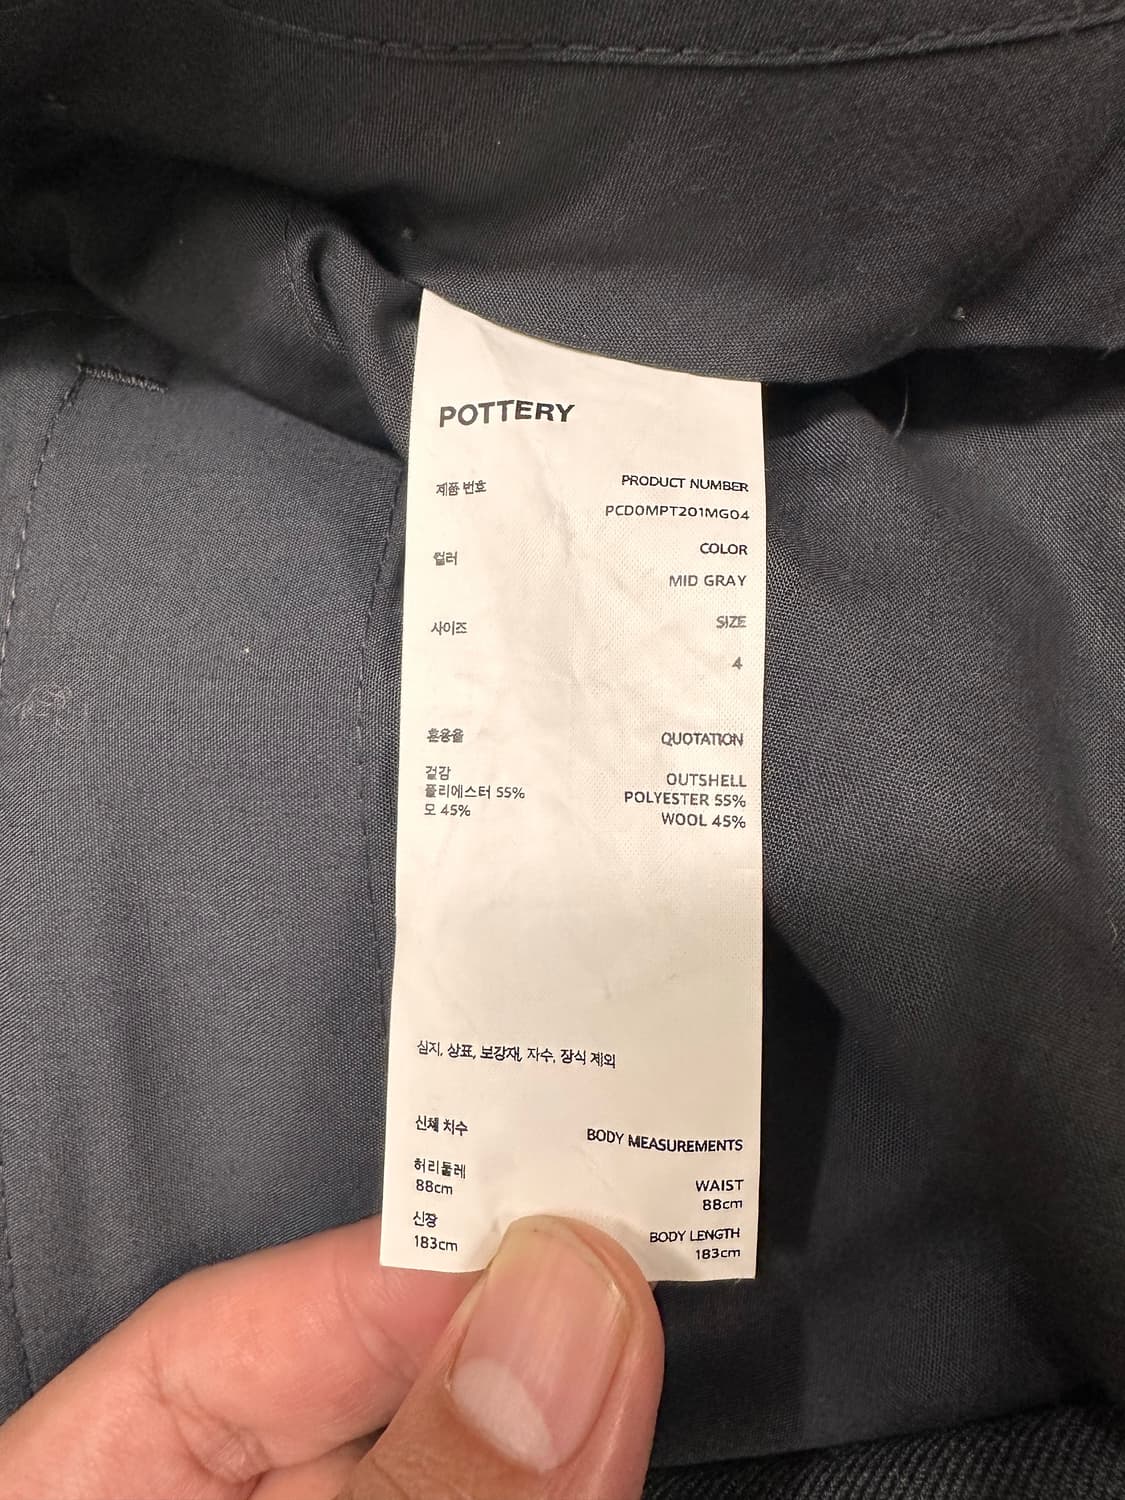 POTTERY
제품 번호
PRODUCT NUMBER
PCD0MPT201MG04
컬러
COLOR
MID GRAY
사이즈
SIZE
4
혼용율
QUOTATION
겉감
폴리에스터 55%
모 45%
OUTSHELL
POLYESTER 55%
WOOL 45%
심지, 상표, 보강재, 자수, 장식 제외
신체 치수
BODY MEASUREMENTS
허리둘레
88cm
WAIST
88cm
신장
183cm
BODY LENGTH
183cm